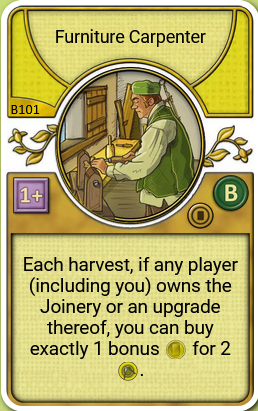 Furniture Carpenter
B101
1+
B
Each harvest, if any player
(including you) owns the
Joinery or an upgrade
thereof, you can buy
exactly 1 bonus for 2
.